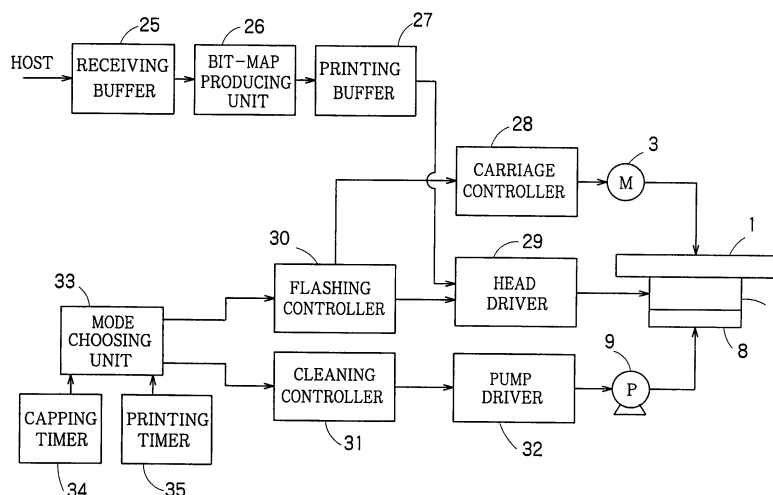 25
26
27
HOST
RECEIVING
BUFFER
BIT-MAP
PRODUCING
UNIT
PRINTING
BUFFER
28
3
CARRIAGE
CONTROLLER
M
1
30
29
33
FLASHING
CONTROLLER
HEAD
DRIVER
MODE
CHOOSING
UNIT
8
9
CLEANING
CONTROLLER
PUMP
DRIVER
P
CAPPING
TIMER
PRINTING
TIMER
31
32
34
35